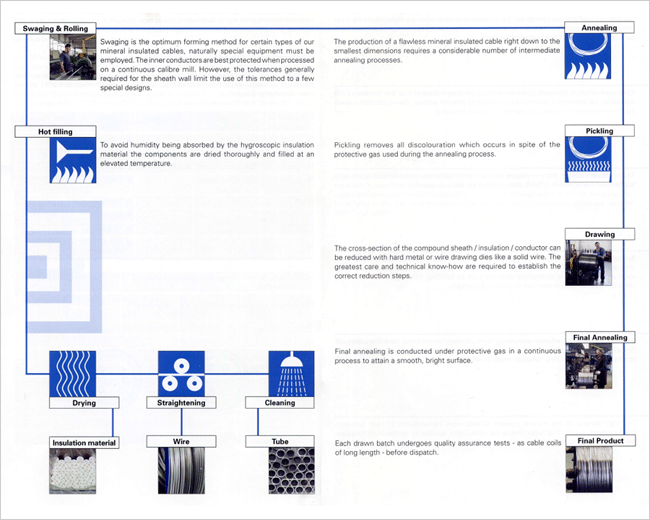 Swaging & Rolling
Swaging is the optimum forming method for certain types of our
mineral insulated cables, naturally special equipment must be
employed. The inner conductors are best protected when processed
on a continuous calibre mill. However, the tolerances generally
required for the sheath wall limit the use of this method to a few
special designs.
Hot filling
To avoid humidity being absorbed by the hygroscopic insulation
material the components are dried thoroughly and filled at an
elevated temperature.
Drying
Straightening
Cleaning
Insulation material
Wire
Tube
Annealing
The production of a flawless mineral insulated cable right down to the
smallest dimensions requires a considerable number of intermediate
annealing processes.
Pickling
Pickling removes all discolouration which occurs in spite of the
protective gas used during the annealing process.
Drawing
The cross-section of the compound sheath / insulation / conductor can
be reduced with hard metal or wire drawing dies like a solid wire. The
greatest care and technical know-how are required to establish the
correct reduction steps.
Final Annealing
Final annealing is conducted under protective gas in a continuous
process to attain a smooth, bright surface.
Final Product
Each drawn batch undergoes quality assurance tests - as cable coils
of long length - before dispatch.